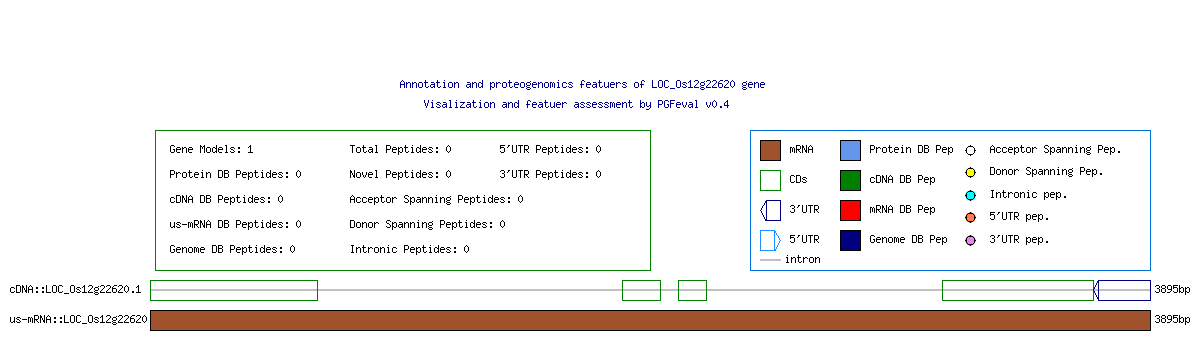 Annotation and proteogenomics featuers of LOC_Os12g22620 gene
Visalization and featuer assessment by PGFeval v0.4
Gene Models: 1 Total Peptides: 0 5'UTR Peptides: 0
Protein DB Peptides: 0 Novel Peptides: 0 3'UTR Peptides: 0
cDNA DB Peptides: 0 Acceptor Spanning Peptides: 0
us-mRNA DB Peptides: 0 Donor Spanning Peptides: 0
Genome DB Peptides: 0 Intronic Peptides: 0
mRNA Protein DB Pep Acceptor Spanning Pep.
CDs cDNA DB Pep Donor Spanning Pep.
3'UTR mRNA DB Pep Intronic pep.
5'UTR Genome DB Pep 5'UTR pep.
intron 3'UTR pep.
cDNA::LOC_Os12g22620.1 3895bp
us-mRNA::LOC_Os12g22620 3895bp